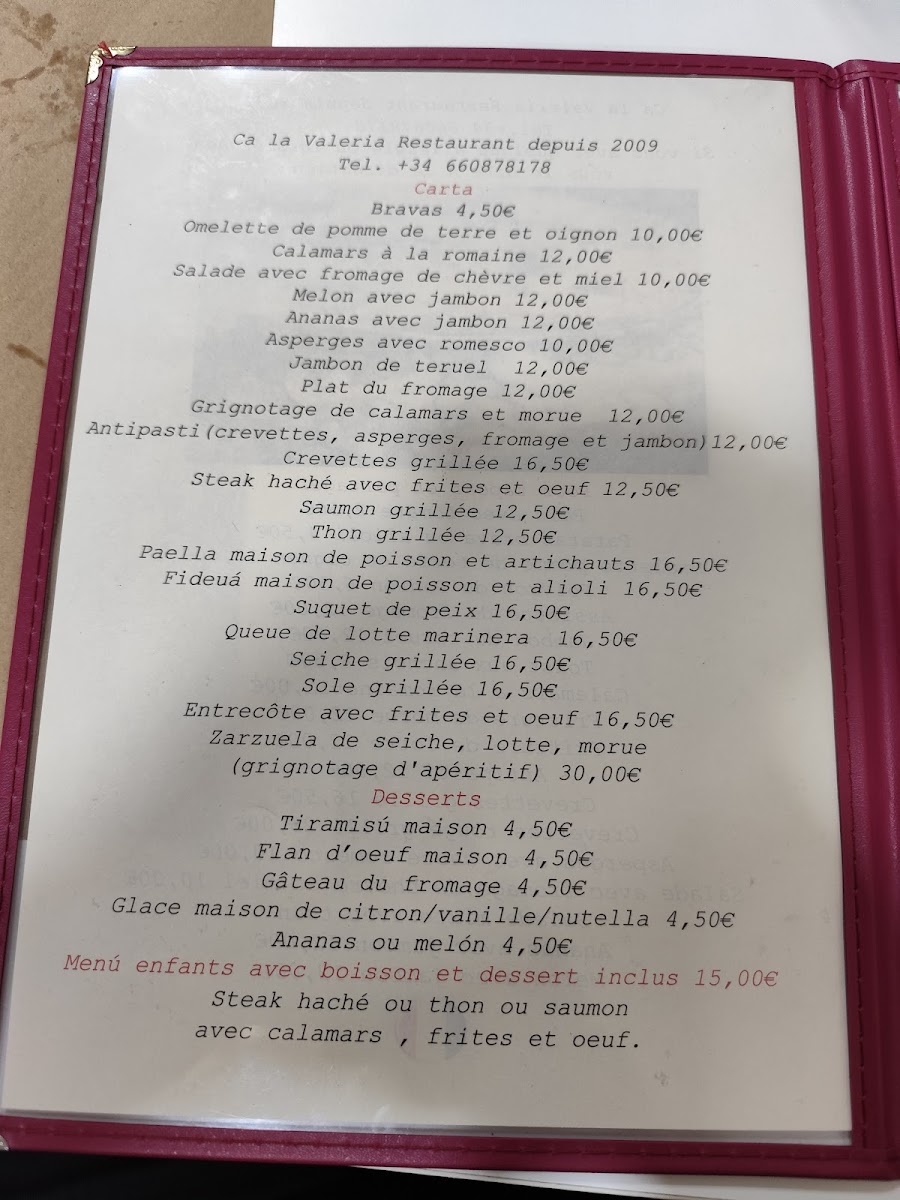 Ca la Valeria Restaurant depuis 2009
Tel. +34 660878178
Carta
Bravas 4,50€
Omelette de pomme de terre et oignon 10,00€
Calamars à la romaine 12,00€
Salade avec fromage de chèvre et miel 10,00€
Melon avec jambon 12,00€
Ananas avec jambon 12,00€
Asperges avec romesco 10,00€
Jambon de teruel 12,00€
Plat du fromage 12,00€
Grignotage de calamars et morue 12,00€
Antipasti(crevettes, asperges, fromage et jambon)12,00€
Crevettes grillée 16,50€
Steak haché avec frites et oeuf 12,50€
Saumon grillée 12,50€
Thon grillée 12,50€
Paella maison de poisson et artichauts 16,50€
Fideuá maison de poisson et alioli 16,50€
Suquet de peix 16,50€
Queue de lotte marinera 16,50€
Seiche grillée 16,50€
Sole grillée 16,50€
Entrecôte avec frites et oeuf 16,50€
Zarzuela de seiche, lotte, morue
(grignotage d'apéritif) 30,00€
Desserts
Tiramisú maison 4,50€
Flan d’oeuf maison 4,50€
Gâteau du fromage 4,50€
Glace maison de citron/vanille/nutella 4,50€
Ananas ou melón 4,50€
Menú enfants avec boisson et dessert inclus 15,00€
Steak haché ou thon ou saumon
avec calamars , frites et oeuf.